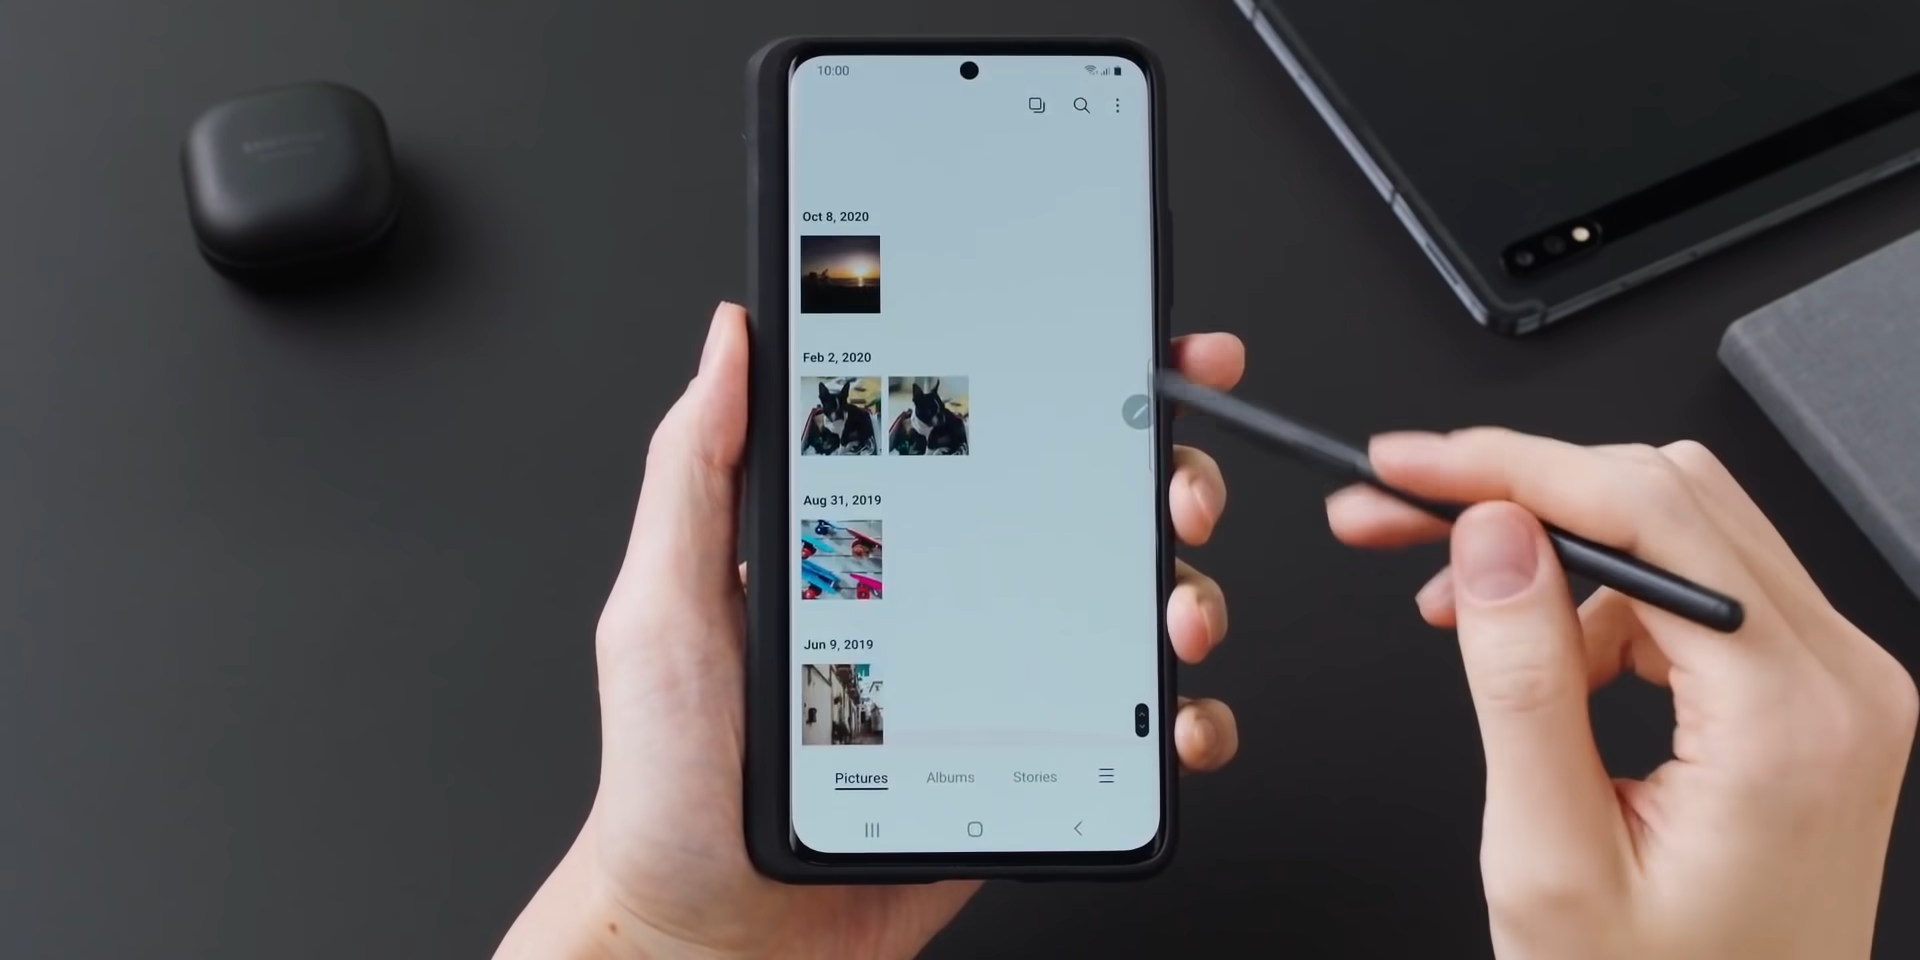 10:00
Oct 8, 2020
Feb 2, 2020
Aug 31, 2019
Jun 9, 2019
Pictures Albums Stories